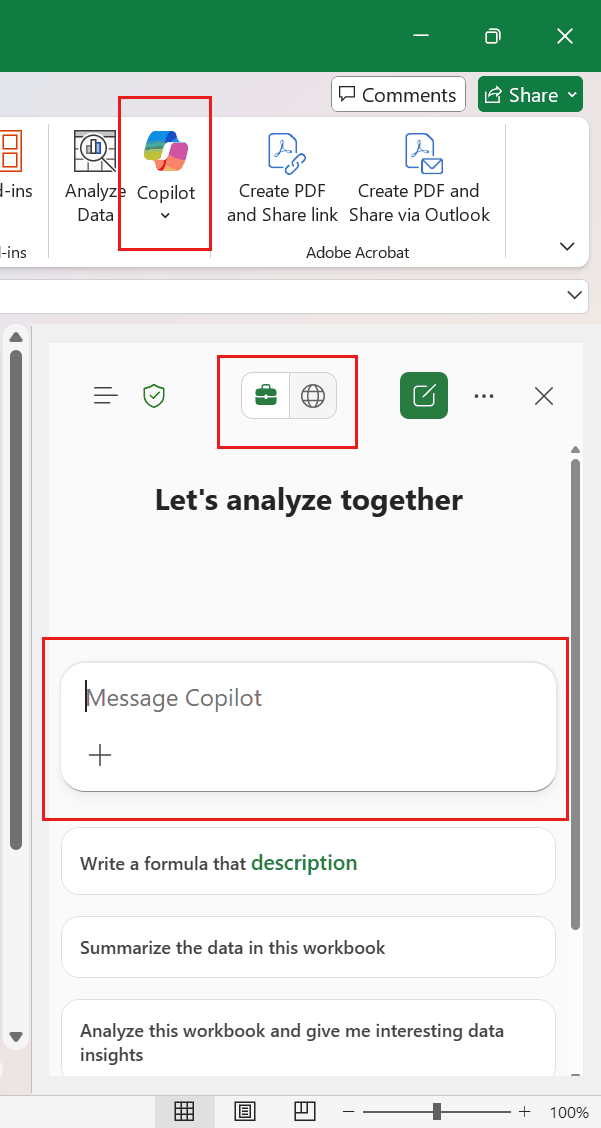 Comments
Share
d-ins
Analyze
Data
Copilot
Create PDF
and Share link
Create PDF and
Share via Outlook
l-ins
Adobe Acrobat
Let's analyze together
Message Copilot
Write a formula that description
Summarize the data in this workbook
Analyze this workbook and give me interesting data
insights
100%